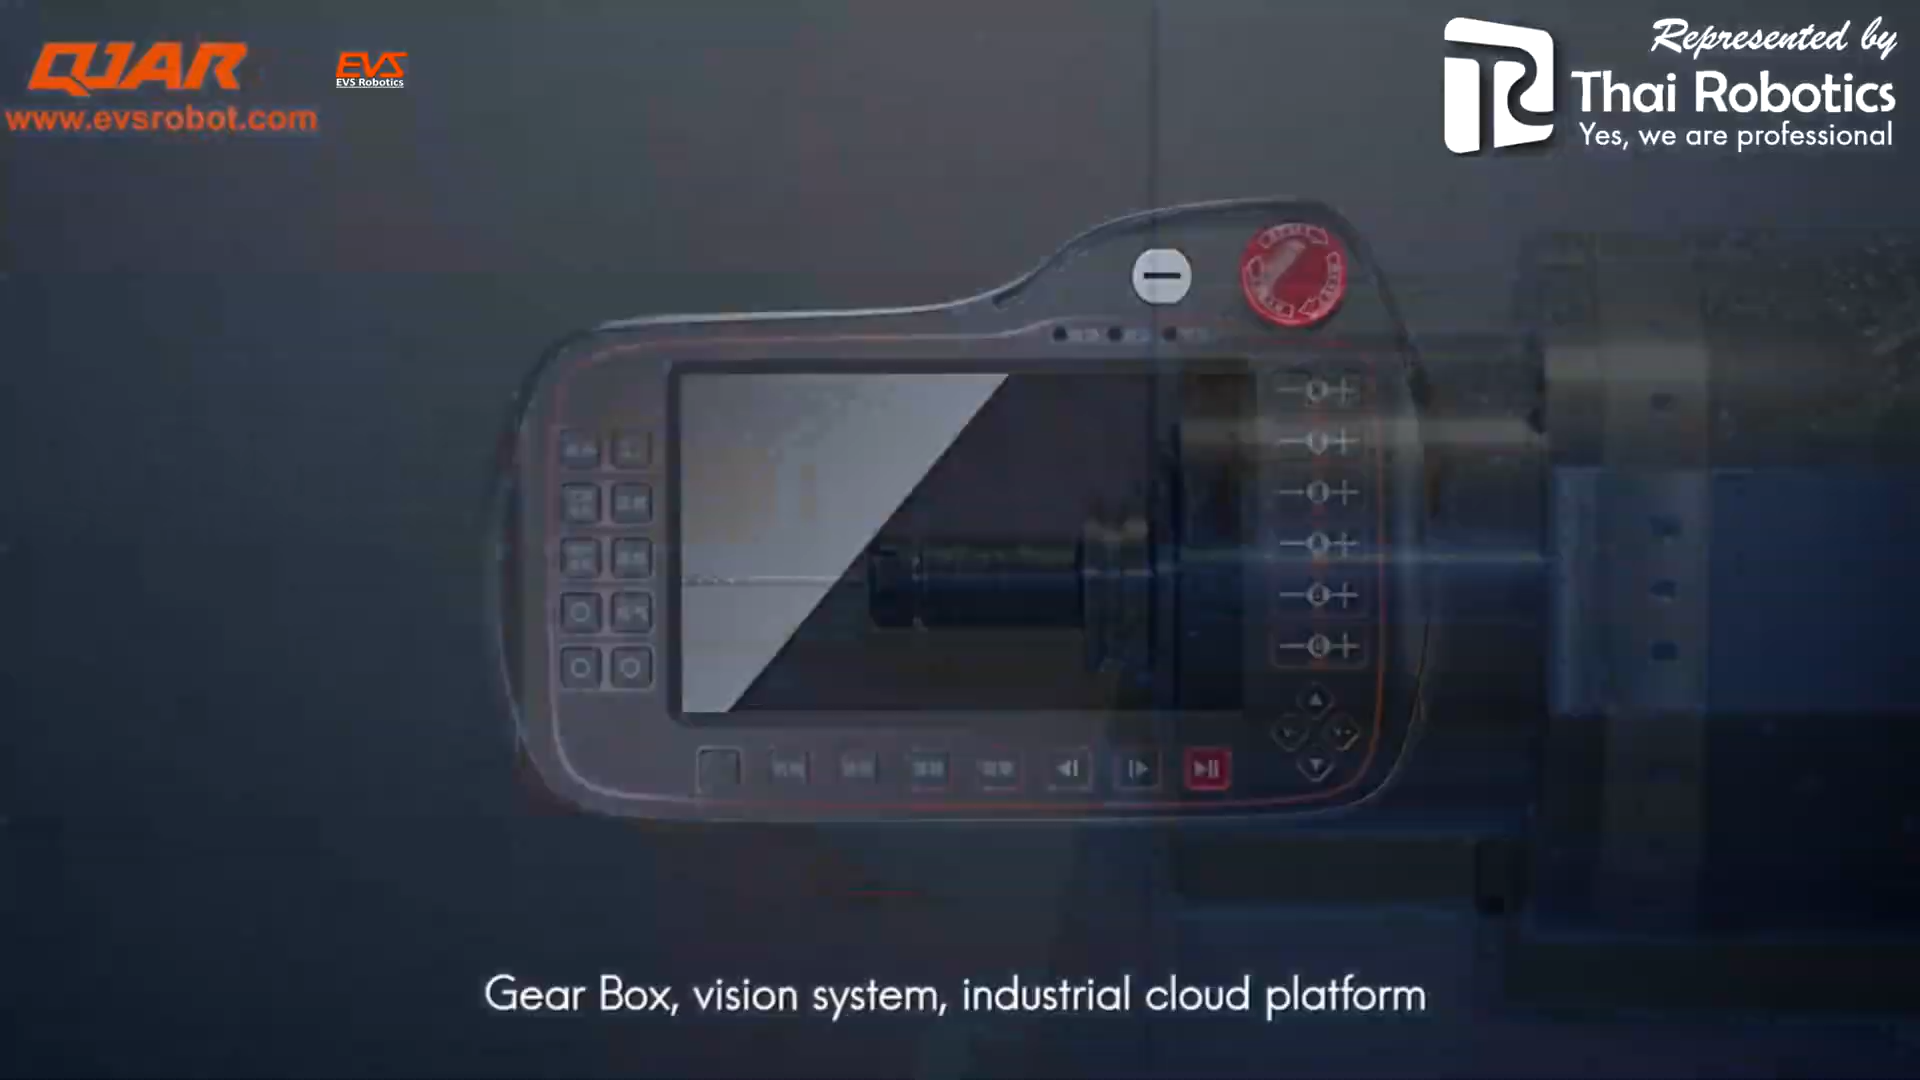 QJAR
www.evsrobot.com
EVS
EVS Robotics
Represented by
Thai Robotics
Yes, we are professional
Gear Box, vision system, industrial cloud platform